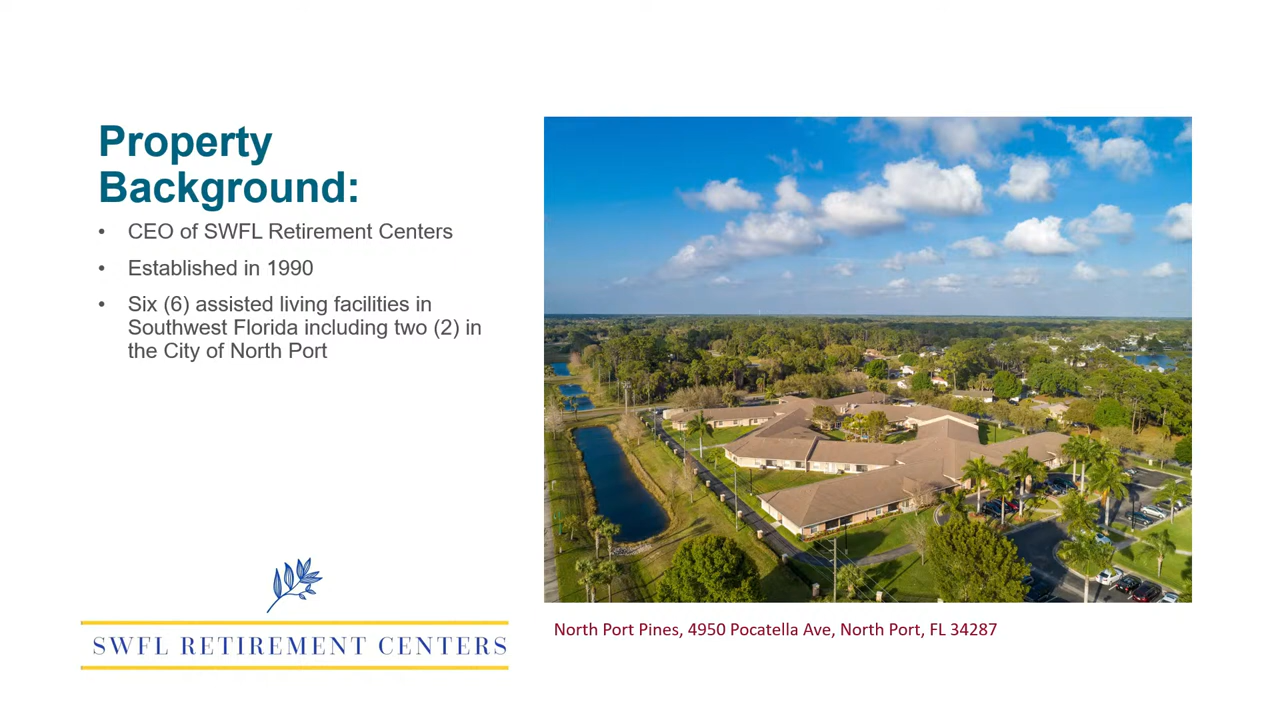 Property
Background:
• CEO of SWFL Retirement Centers
• Established in 1990
• Six (6) assisted living facilities in
Southwest Florida including two (2) in
the City of North Port
SWFL RETIREMENT CENTERS
North Port Pines, 4950 Pocatella Ave, North Port, FL 34287